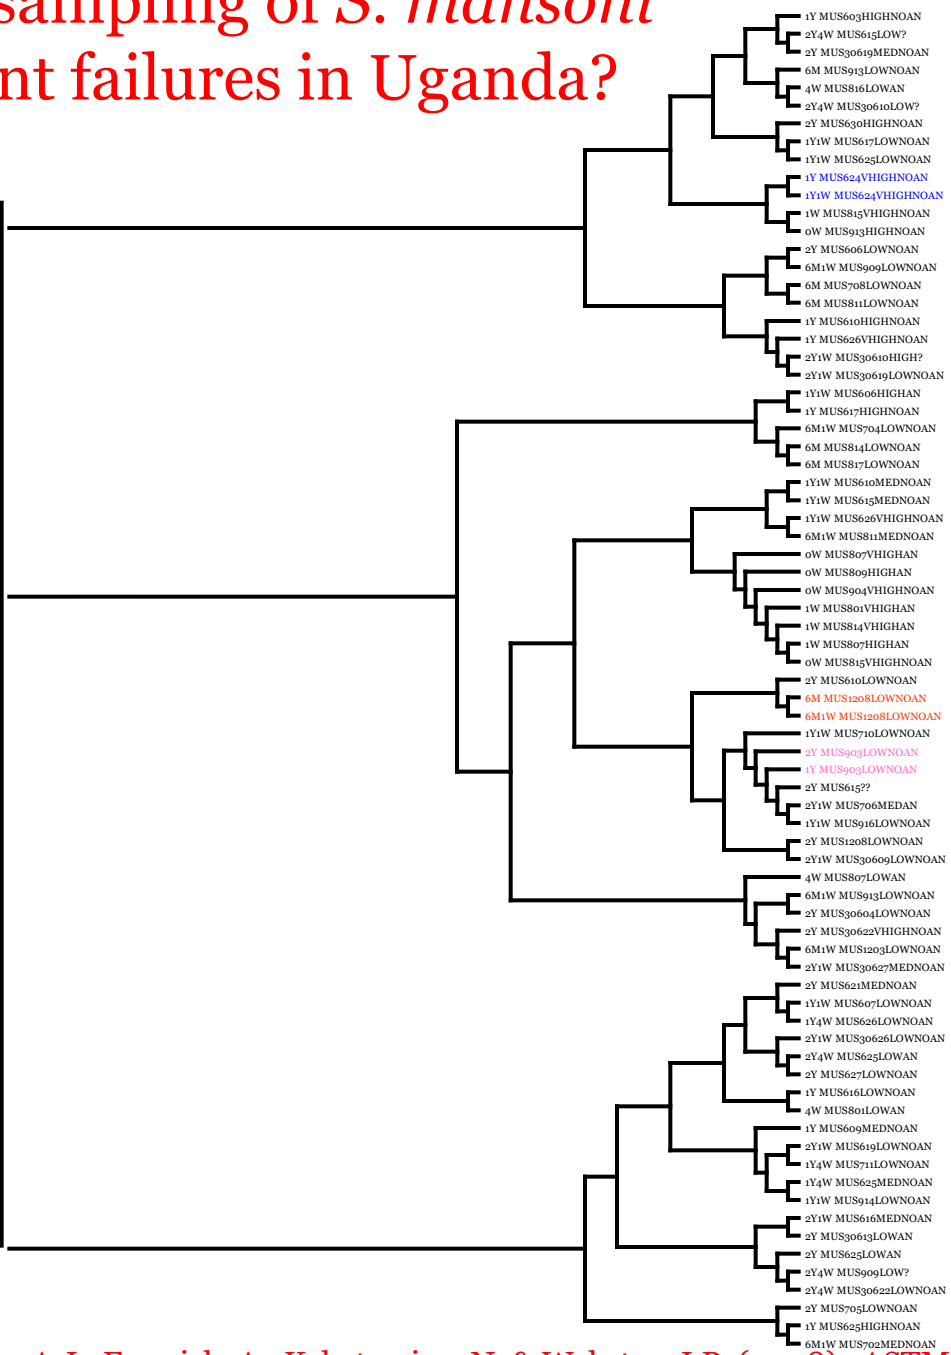 sampling of S. mansoni
nt failures in Uganda?
1Y MUS603HIGHNOAN
2Y4W MUS615LOW?
2Y MUS30619MEDNOAN
6M MUS913LOWNOAN
4W MUS816LOWAN
2Y4W MUS30610LOW?
2Y MUS630HIGHNOAN
1Y1W MUS617LOWNOAN
1Y1W MUS625LOWNOAN
1Y MUS624VHIGHNOAN
1Y1W MUS624VHIGHNOAN
1W MUS815VHIGHNOAN
0W MUS913HIGHNOAN
2Y MUS606LOWNOAN
6M1W MUS909LOWNOAN
6M MUS708LOWNOAN
6M MUS811LOWNOAN
1Y MUS610HIGHNOAN
1Y MUS626VHIGHNOAN
2Y1W MUS30610HIGH?
2Y1W MUS30619LOWNOAN
1Y1W MUS606HIGHAN
1Y MUS617HIGHNOAN
6M1W MUS704LOWNOAN
6M MUS814LOWNOAN
6M MUS817LOWNOAN
1Y1W MUS610MEDNOAN
1Y1W MUS615MEDNOAN
1Y1W MUS626VHIGHNOAN
6M1W MUS811MEDNOAN
0W MUS807VHIGHAN
0W MUS809HIGHAN
0W MUS904VHIGHNOAN
1W MUS801VHIGHAN
1W MUS814VHIGHAN
1W MUS807HIGHAN
0W MUS815VHIGHNOAN
2Y MUS610LOWNOAN
6M MUS1208LOWNOAN
6M1W MUS1208LOWNOAN
1Y1W MUS710LOWNOAN
2Y MUS903LOWNOAN
1Y MUS903LOWNOAN
2Y MUS615??
2Y1W MUS706MEDAN
1Y1W MUS916LOWNOAN
2Y MUS1208LOWNOAN
2Y1W MUS30609LOWNOAN
4W MUS807LOWAN
6M1W MUS913LOWNOAN
2Y MUS30604LOWNOAN
2Y MUS30622VHIGHNOAN
6M1W MUS1203LOWNOAN
2Y1W MUS30627MEDNOAN
2Y MUS621MEDNOAN
1Y1W MUS607LOWNOAN
1Y4W MUS626LOWNOAN
2Y1W MUS30626LOWNOAN
2Y4W MUS625LOWAN
2Y MUS627LOWNOAN
1Y MUS616LOWNOAN
4W MUS801LOWAN
1Y MUS609MEDNOAN
2Y1W MUS619LOWNOAN
1Y4W MUS711LOWNOAN
1Y4W MUS625MEDNOAN
1Y1W MUS914LOWNOAN
2Y1W MUS616MEDNOAN
2Y MUS30613LOWAN
2Y MUS625LOWAN
2Y4W MUS909LOW?
2Y4W MUS30622LOWNOAN
2Y MUS705LOWNOAN
1Y MUS625HIGHNOAN
6M1W MUS702MEDNOAN